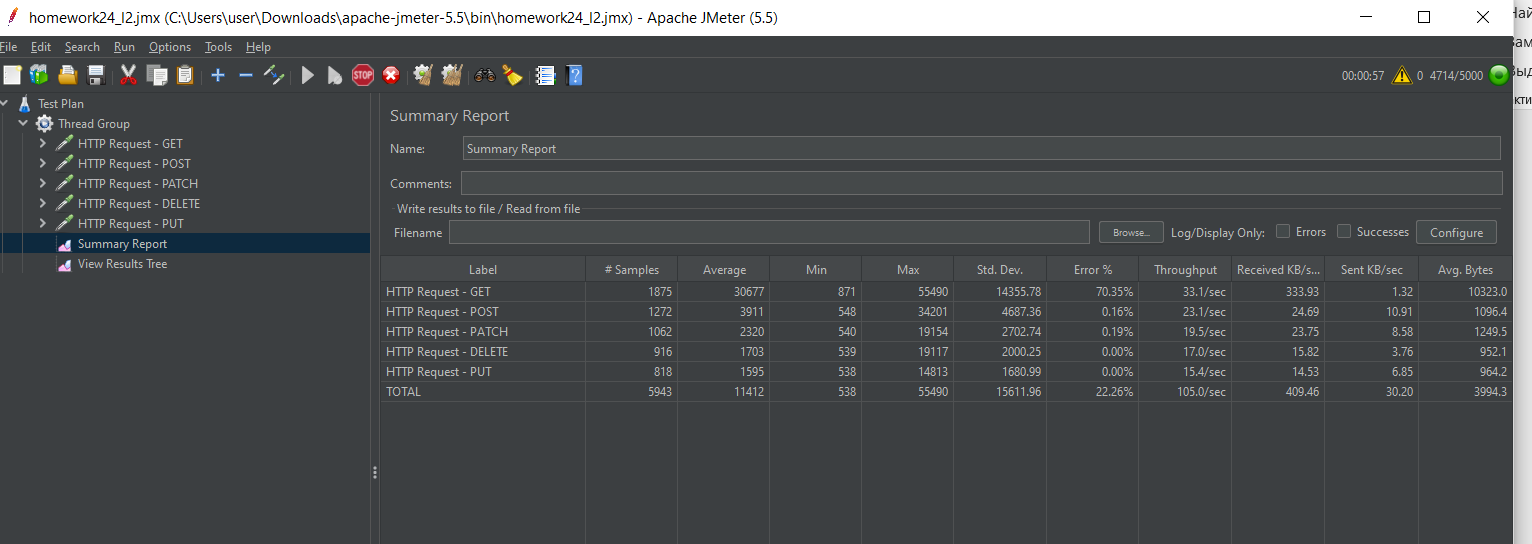 homework24_l2.jmx (C:\Users\user\Downloads\apache-jmeter-5.5\bin\homework24_l2.jmx) - Apache JMeter (5.5)
File Edit Search Run Options Tools Help
STOP 00:00:57 0 4714/5000
Test Plan
Thread Group
HTTP Request - GET
HTTP Request - POST
HTTP Request - PATCH
HTTP Request - DELETE
HTTP Request - PUT
Summary Report
View Results Tree
Summary Report
Name: Summary Report
Comments:
Write results to file / Read from file
Filename Browse... Log/Display Only: Errors Successes Configure
Label # Samples Average Min Max Std. Dev. Error % Throughput Received KB/s... Sent KB/sec Avg. Bytes
HTTP Request - GET 1875 30677 871 55490 14355.78 70.35% 33.1/sec 333.93 1.32 10323.0
HTTP Request - POST 1272 3911 548 34201 4687.36 0.16% 23.1/sec 24.69 10.91 1096.4
HTTP Request - PATCH 1062 2320 540 19154 2702.74 0.19% 19.5/sec 23.75 8.58 1249.5
HTTP Request - DELETE 916 1703 539 19117 2000.25 0.00% 17.0/sec 15.82 3.76 952.1
HTTP Request - PUT 818 1595 538 14813 1680.99 0.00% 15.4/sec 14.53 6.85 964.2
TOTAL 5943 11412 538 55490 15611.96 22.26% 105.0/sec 409.46 30.20 3994.3